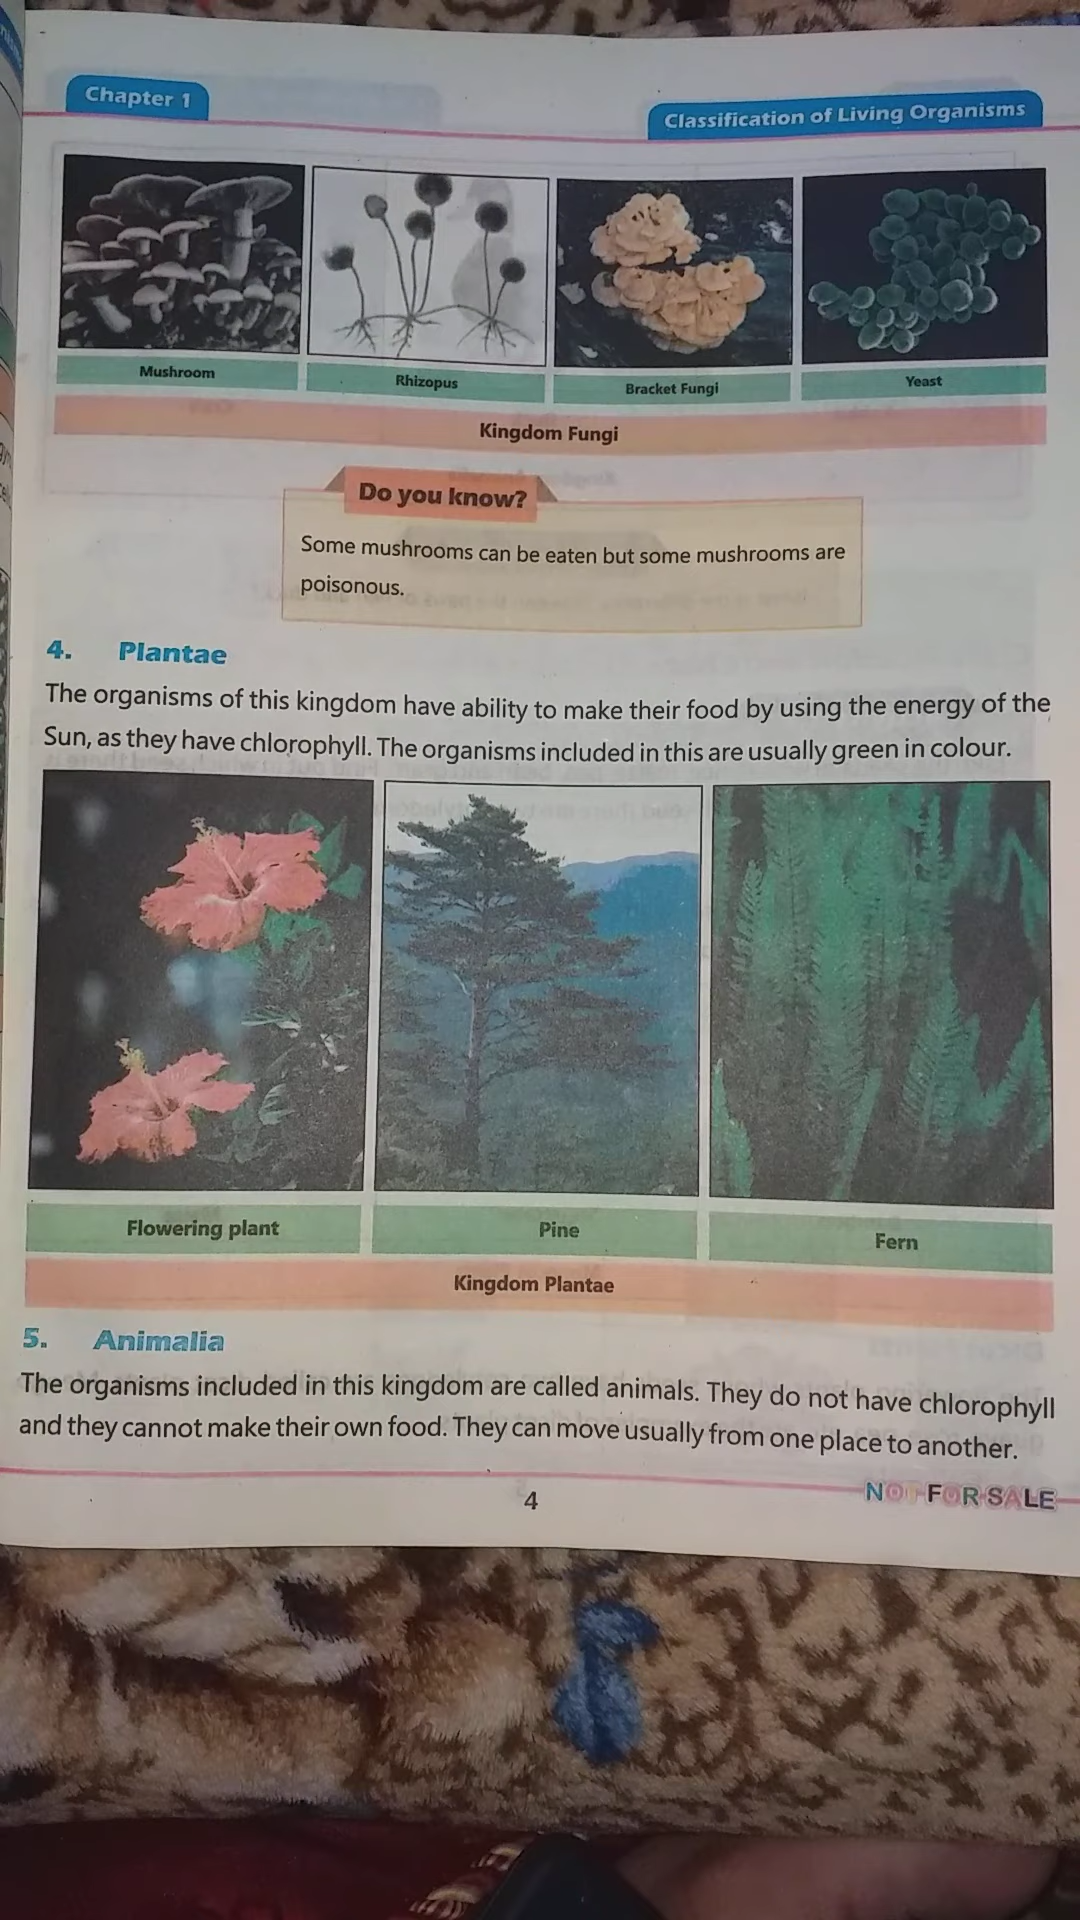 Chapter 1
Classification of Living Organisms
Mushroom
Rhizopus
Bracket Fungi
Yeast
Kingdom Fungi
Do you know?
Some mushrooms can be eaten but some mushrooms are
poisonous.
4. Plantae
The organisms of this kingdom have ability to make their food by using the energy of the
Sun, as they have chlorophyll. The organisms included in this are usually green in colour.
Flowering plant
Pine
Fern
Kingdom Plantae
5. Animalia
The organisms included in this kingdom are called animals. They do not have chlorophyll
and they cannot make their own food. They can move usually from one place to another.
4
NOT FOR SALE